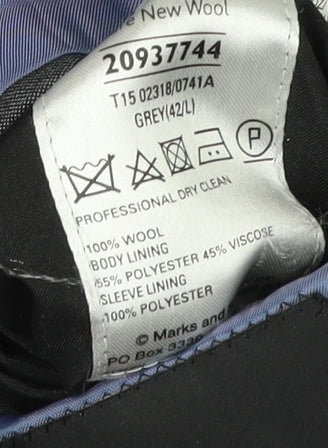 New Wool
20937744
T15 02318/0741A
GREY(42/L)
P
PROFESSIONAL DRY CLEAN
100% WOOL
BODY LINING
55% POLYESTER 45% VISCOSE
SLEEVE LINING
100% POLYESTER
© Marks and
PO Box